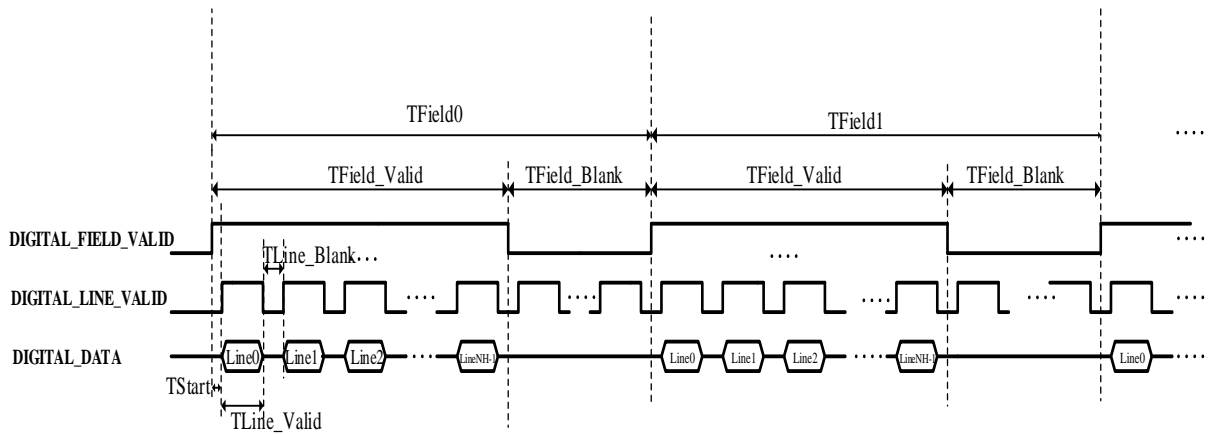 TField0
TField1
....
TField_Valid
TField_Blank
TField_Valid
TField_Blank
DIGITAL_FIELD_VALID
....
TLine_Blank
....
....
DIGITAL_LINE_VALID
....
....
....
....
....
DIGITAL_DATA
Line0
Line1
Line2
....
LineNH-1
Line0
Line1
Line2
....
LineNH-1
Line0
....
TStart
TLine_Valid